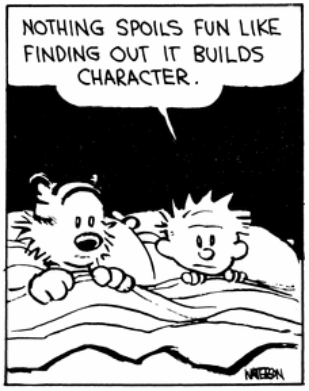 NOTHING SPOILS FUN LIKE
FINDING OUT IT BUILDS
CHARACTER.
WATTERSON